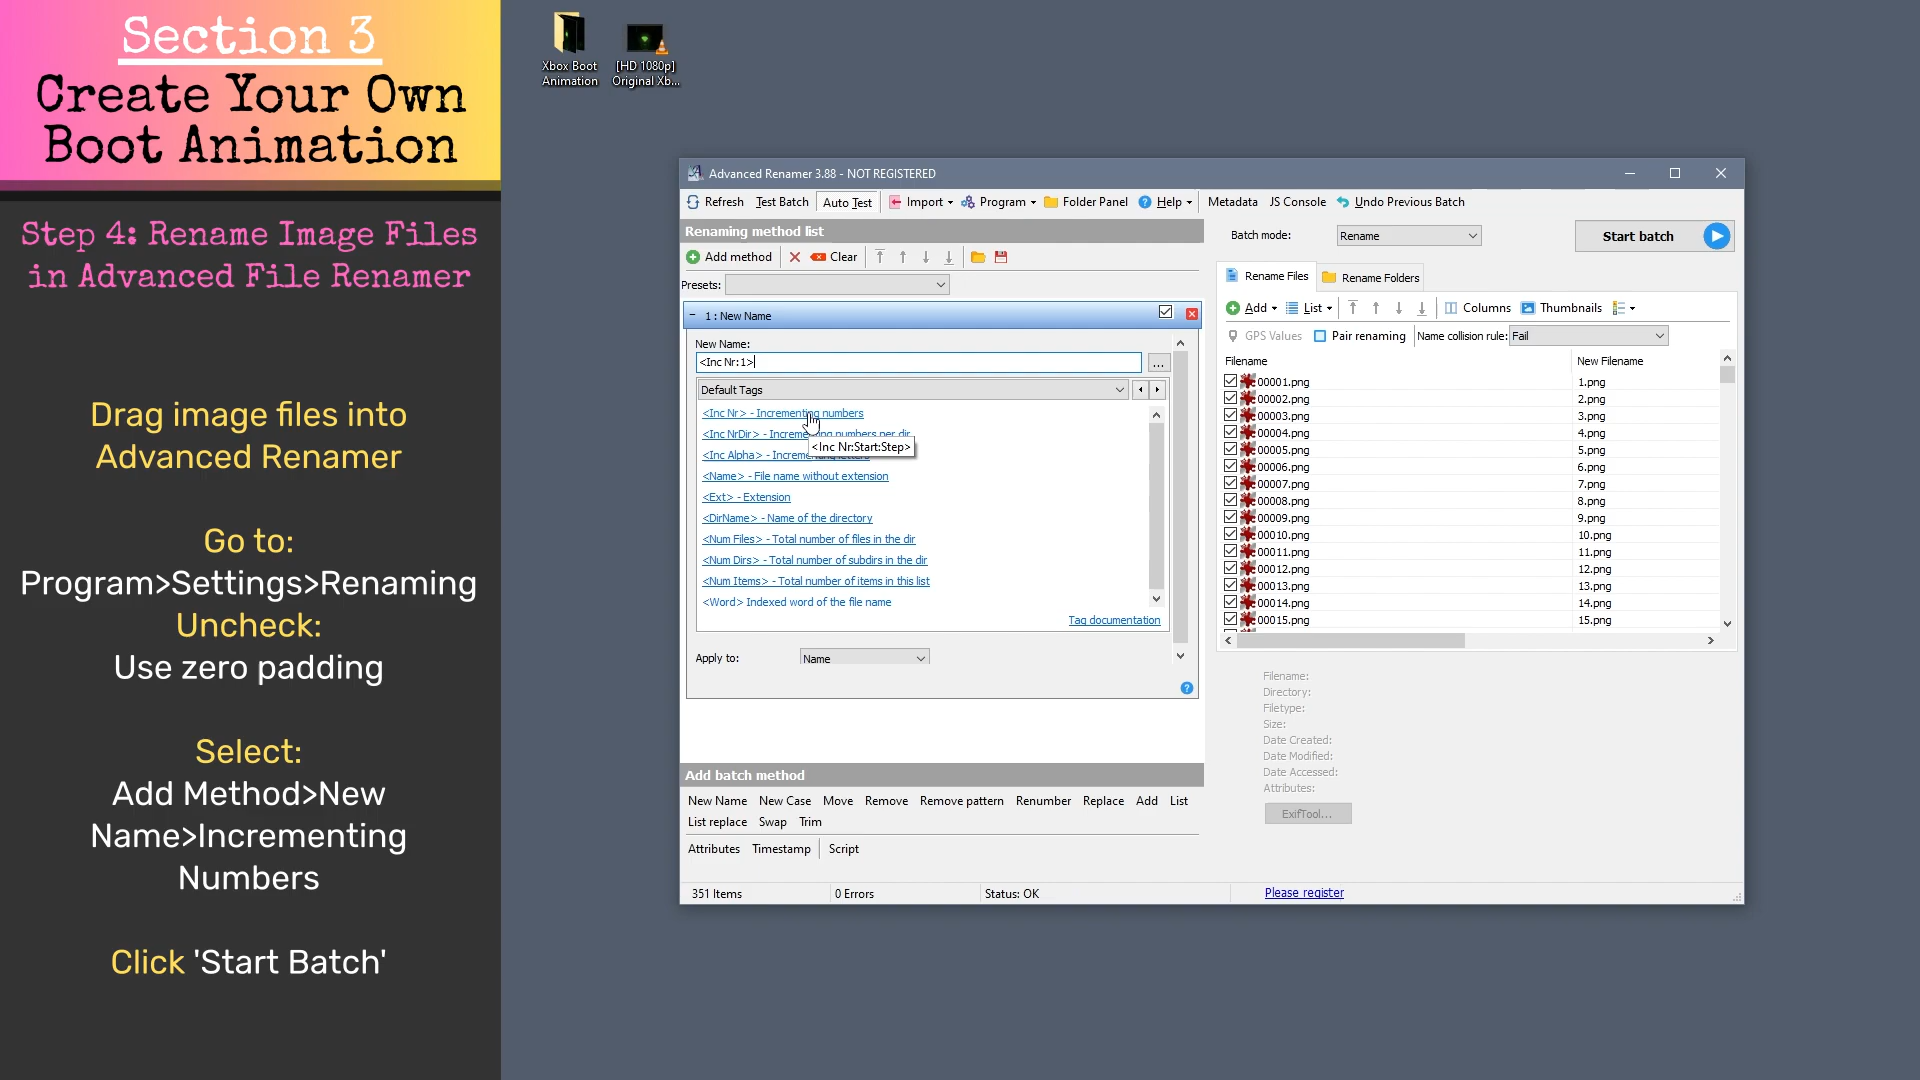 Section 3
Create Your Own
Boot Animation
Step 4: Rename Image Files
in Advanced File Renamer
Drag image files into
Advanced Renamer
Go to:
Program>Settings>Renaming
Uncheck:
Use zero padding
Select:
Add Method>New
Name>Incrementing
Numbers
Click 'Start Batch'
Xbox Boot
Animation
[HD 1080p]
Original Xb...
Advanced Renamer 3.88 - NOT REGISTERED
Refresh Test Batch Auto Test Import Program Folder Panel Help Metadata JS Console Undo Previous Batch
Renaming method list
Add method Clear
Presets:
1 : New Name
New Name:
<Inc Nr:1>
...
Default Tags
<Inc Nr> - Incrementing numbers
<Inc NrDir> - Incrementing numbers per dir
<Inc Nr:Start:Step>
<Inc Alpha> - Incrementing letters
<Name> - File name without extension
<Ext> - Extension
<DirName> - Name of the directory
<Num Files> - Total number of files in the dir
<Num Dirs> - Total number of subdirs in the dir
<Num Items> - Total number of items in this list
<Word> Indexed word of the file name
Tag documentation
Apply to: Name
Add batch method
New Name New Case Move Remove Remove pattern Renumber Replace Add List
List replace Swap Trim
Attributes Timestamp Script
351 Items 0 Errors Status: OK Please register
Batch mode: Rename Start batch
Rename Files Rename Folders
Add List Columns Thumbnails
GPS Values Pair renaming Name collision rule: Fail
Filename New Filename
00001.png 1.png
00002.png 2.png
00003.png 3.png
00004.png 4.png
00005.png 5.png
00006.png 6.png
00007.png 7.png
00008.png 8.png
00009.png 9.png
00010.png 10.png
00011.png 11.png
00012.png 12.png
00013.png 13.png
00014.png 14.png
00015.png 15.png
Filename:
Directory:
Filetype:
Size:
Date Created:
Date Modified:
Date Accessed:
Attributes:
ExifTool...